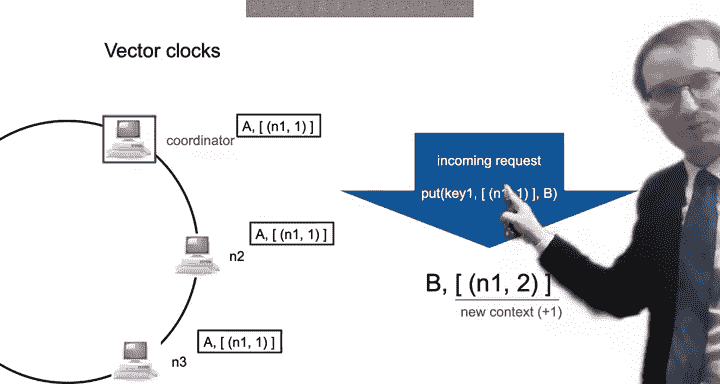 Vector clocks
A, [ (n1, 1) ]
coordinator
incoming request
put(key1, [ (n1, 1) ], B)
A, [ (n1, 1) ]
n2
B, [ (n1, 2) ]
new context (+1)
A, [ (n1, 1) ]
n3